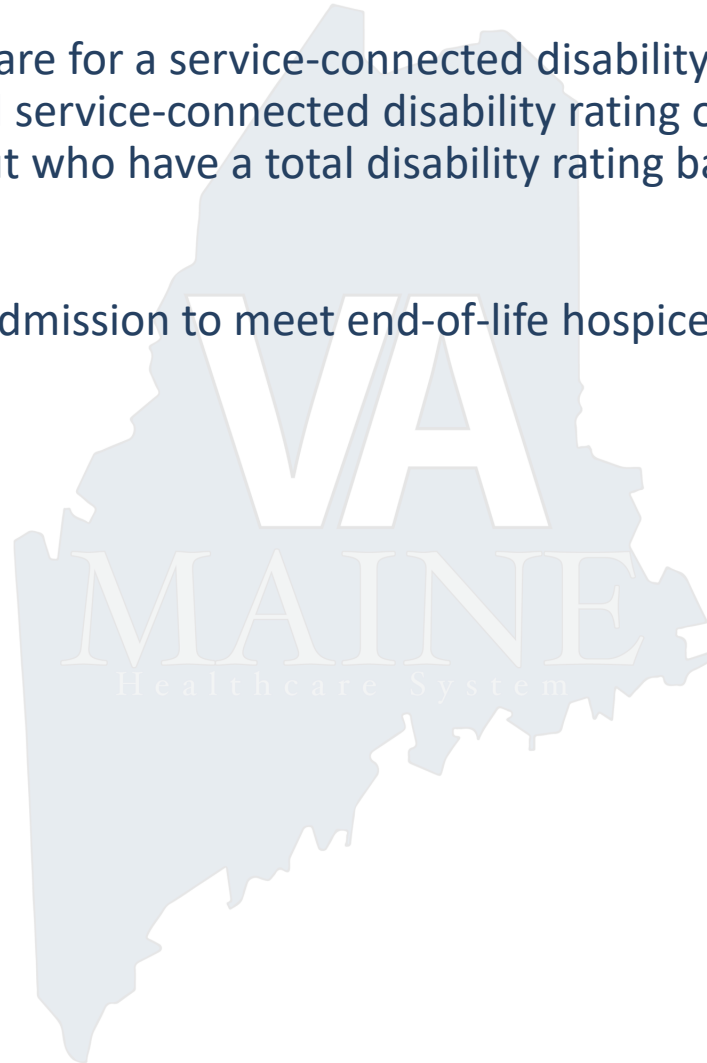 are for a service-connected disability
service-connected disability rating
who have a total disability rating
dmission to meet end-of-life hospice
VA
MAINE
Healthcare System